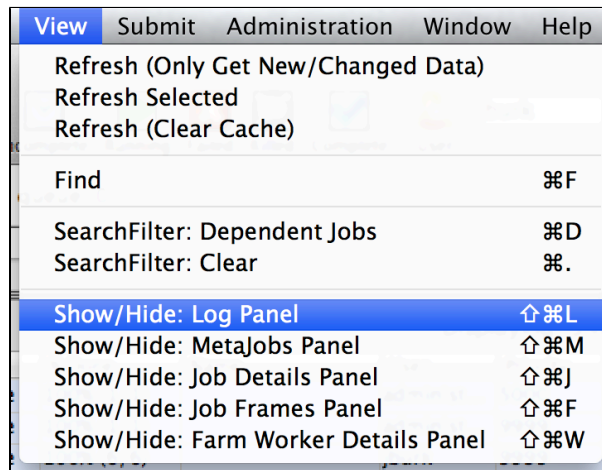 View Submit Administration Window Help
Refresh (Only Get New/Changed Data)
Refresh Selected
Refresh (Clear Cache)
Find ⌘F
SearchFilter: Dependent Jobs ⌘D
SearchFilter: Clear ⌘.
Show/Hide: Log Panel ⇧⌘L
Show/Hide: MetaJobs Panel ⇧⌘M
Show/Hide: Job Details Panel ⇧⌘J
Show/Hide: Job Frames Panel ⇧⌘F
Show/Hide: Farm Worker Details Panel ⇧⌘W